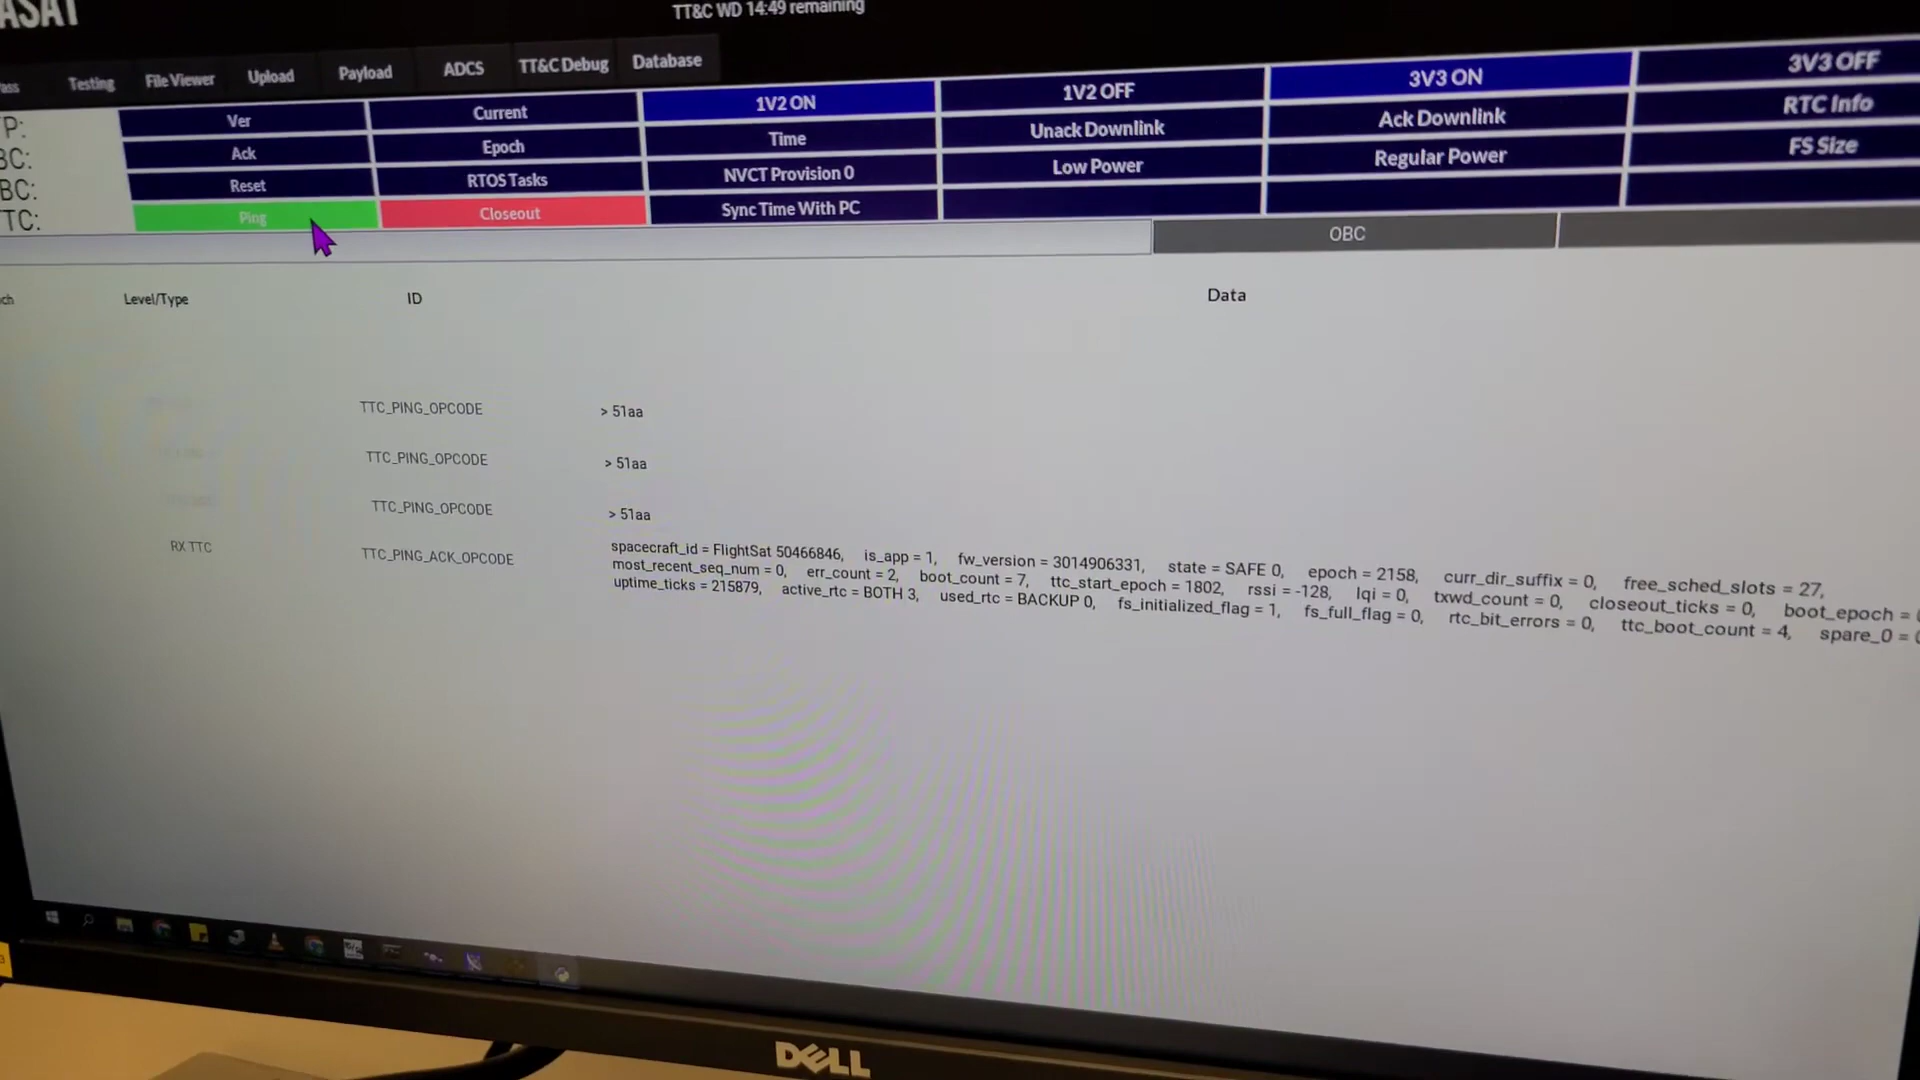 ASAT
TT&C WD 14:49 remaining
Testing File Viewer Upload Payload ADCS TT&C Debug Database
Ver Current 1V2 ON 1V2 OFF 3V3 ON 3V3 OFF
Ack Epoch Time Unack Downlink Ack Downlink RTC Info
Reset RTOS Tasks NVCT Provision 0 Low Power Regular Power FS Size
TC: Ping Closeout Sync Time With PC
OBC
Level/Type ID Data
TTC_PING_OPCODE > 51aa
TTC_PING_OPCODE > 51aa
TTC_PING_OPCODE > 51aa
RX TTC TTC_PING_ACK_OPCODE
spacecraft_id = FlightSat 50466846, is_app = 1, fw_version = 3014906331, state = SAFE 0, epoch = 2158, curr_dir_suffix = 0, free_sched_slots = 27,
most_recent_seq_num = 0, err_count = 2, boot_count = 7, ttc_start_epoch = 1802, rssi = -128, lqi = 0, txwd_count = 0, closeout_ticks = 0, boot_epoch =
uptime_ticks = 215879, active_rtc = BOTH 3, used_rtc = BACKUP 0, fs_initialized_flag = 1, fs_full_flag = 0, rtc_bit_errors = 0, ttc_boot_count = 4, spare_0 =
DELL